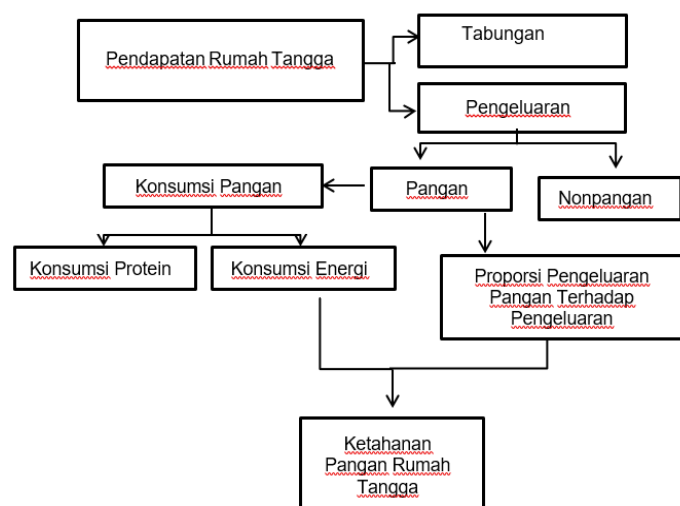 Tabungan
Pendapatan Rumah Tangga
Pengeluaran
Konsumsi Pangan
Pangan
Nonpangan
Konsumsi Protein
Konsumsi Energi
Proporsi Pengeluaran
Pangan Terhadap
Pengeluaran
Ketahanan
Pangan Rumah
Tangga